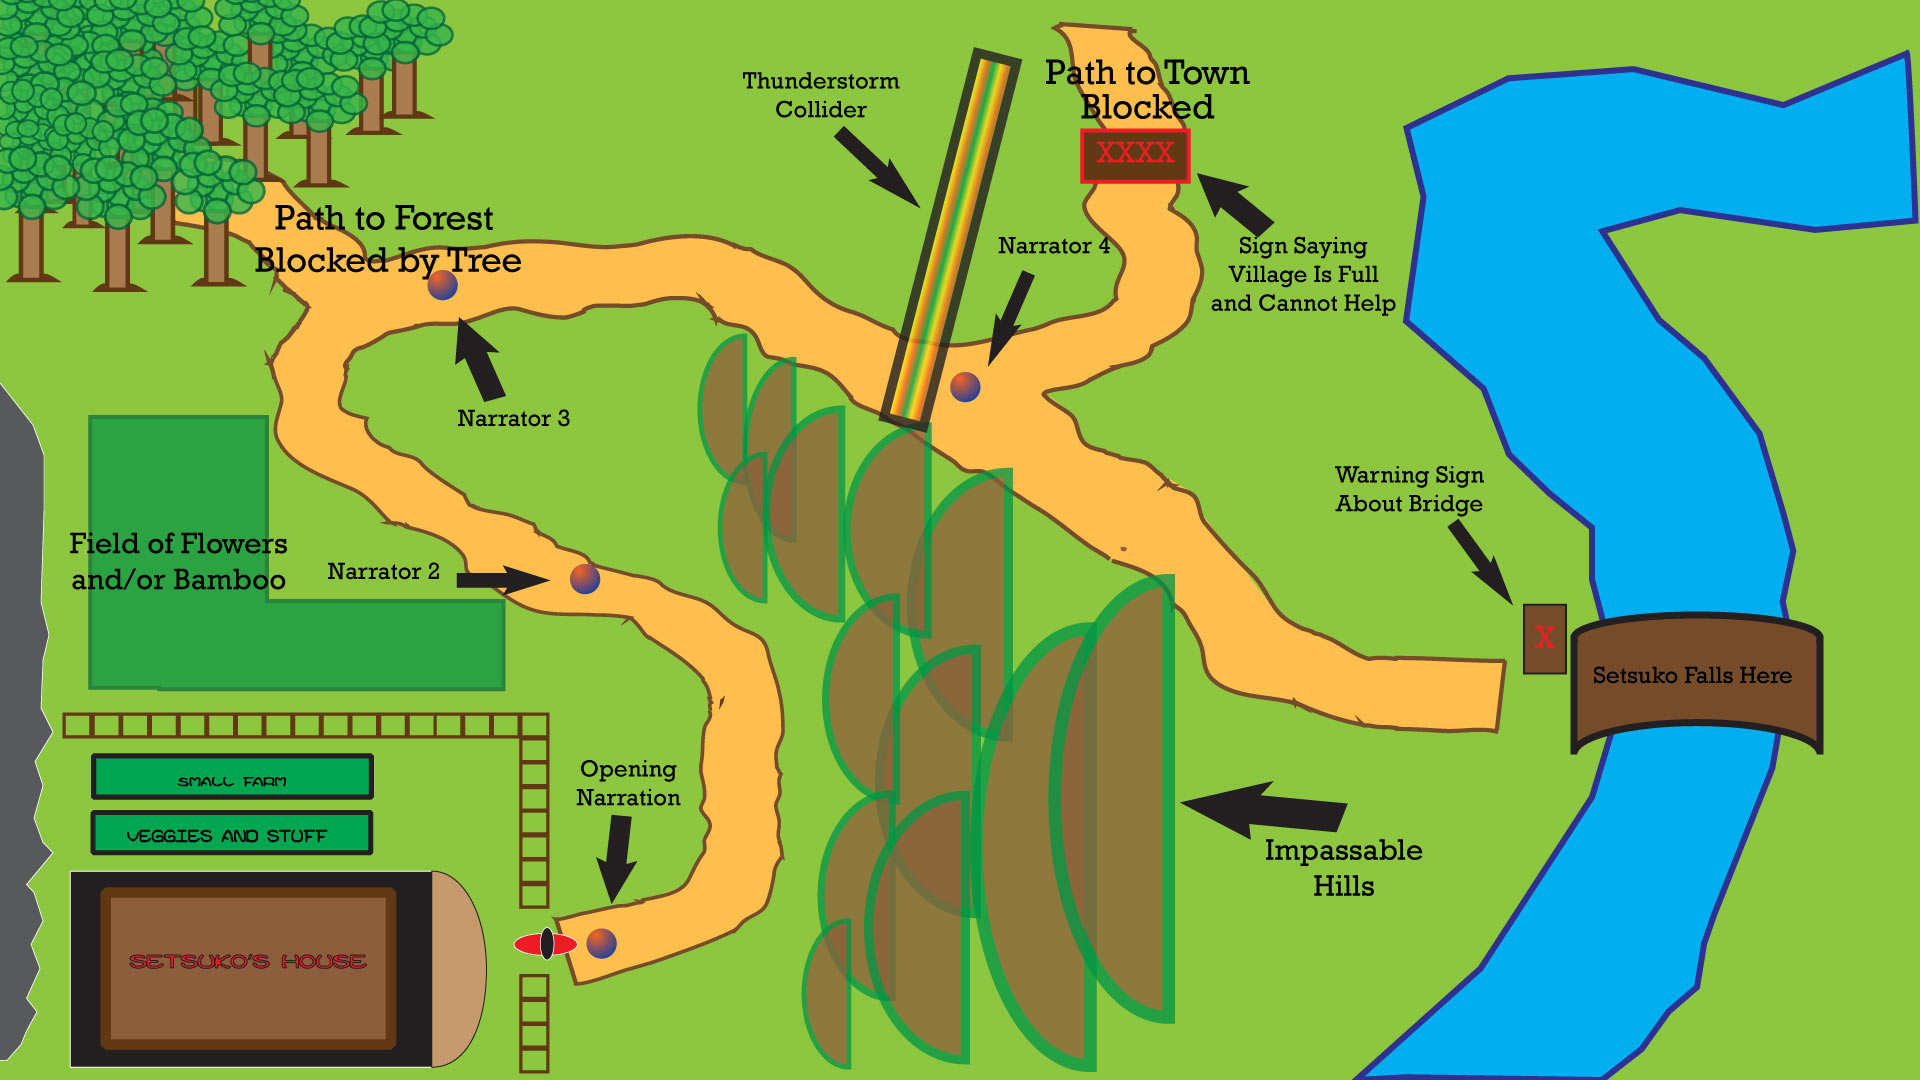 Path to Town
Blocked
XXXX
Thunderstorm
Collider
Path to Forest
Blocked by Tree
Narrator 4
Sign Saying
Village Is Full
and Cannot Help
Narrator 3
Warning Sign
About Bridge
X
Setsuko Falls Here
Field of Flowers
and/or Bamboo
Narrator 2
Opening
Narration
SMALL FARM
VEGGIES AND STUFF
Impassable
Hills
SETSUKO'S HOUSE